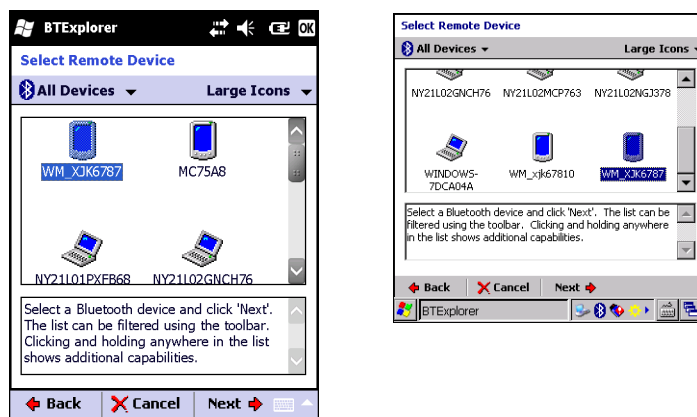 BTExplorer
OK
Select Remote Device
All Devices
Large Icons
WM_XJK6787
MC75A8
NY21L01PXFB68
NY21L02GNCH76
Select a Bluetooth device and click 'Next'.
The list can be filtered using the toolbar.
Clicking and holding anywhere in the list
shows additional capabilities.
Back
Cancel
Next
Select Remote Device
All Devices
Large Icons
NY21L02GNCH76
NY21L02MCP763
NY21L02NGJ378
WINDOWS-
7DCA04A
WM_xjk67810
WM_XJK6787
Select a Bluetooth device and click 'Next'. The list can be
filtered using the toolbar. Clicking and holding anywhere
in the list shows additional capabilities.
Back
Cancel
Next
BTExplorer